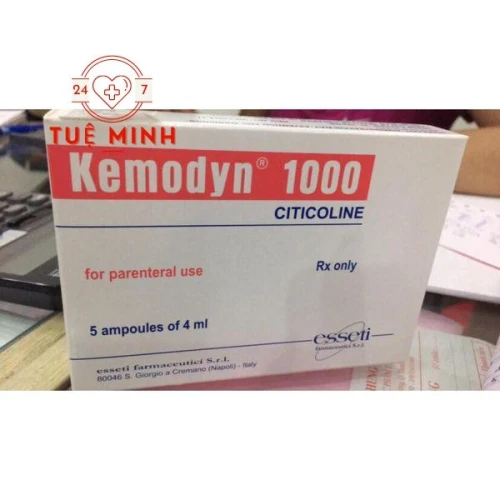 24 7
TUỆ MINH
Kemodyn® 1000
CITICOLINE
for parenteral use
Rx only
5 ampoules of 4 ml
esseti
farmaceutici S.r.l.
esseti farmaceutici S.r.l.
80046 S. Giorgio a Cremano (Napoli) - Italy